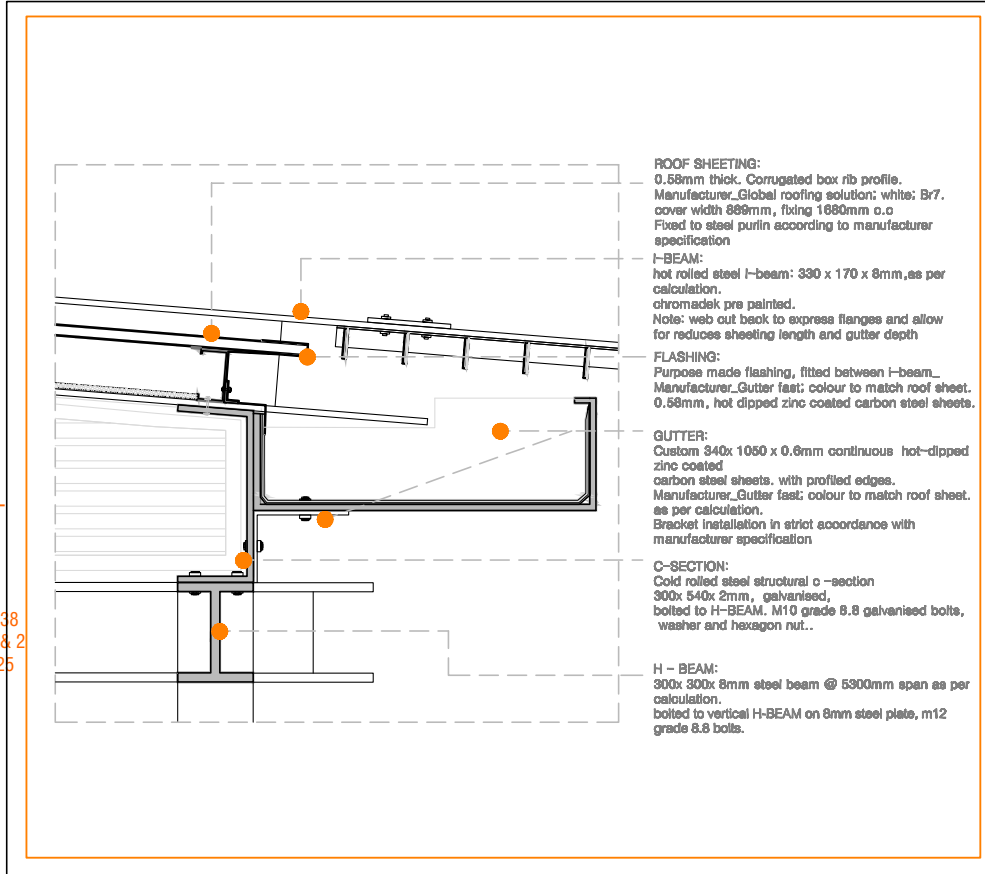 ROOF SHEETING:
0.58mm thick. Corrugated box rib profile.
Manufacturer_Global roofing solution; white; Br7.
cover width 889mm, fixing 1680mm c.c
Fixed to steel purlin according to manufacturer
specification
I-BEAM:
hot rolled steel I-beam: 330 x 170 x 8mm,as per
calculation.
chromadek pre painted.
Note: web cut back to express flanges and allow
for reduces sheeting length and gutter depth
FLASHING:
Purpose made flashing, fitted between I-beam_
Manufacturer_Gutter fast; colour to match roof sheet.
0.58mm, hot dipped zinc coated carbon steel sheets.
GUTTER:
Custom 340x 1050 x 0.6mm continuous hot-dipped
zinc coated
carbon steel sheets. with profiled edges.
Manufacturer_Gutter fast; colour to match roof sheet.
as per calculation.
Bracket installation in strict accordance with
manufacturer specification
C-SECTION:
Cold rolled steel structural c -section
300x 540x 2mm, galvanised,
bolted to H-BEAM. M10 grade 8.8 galvanised bolts,
washer and hexagon nut..
H - BEAM:
300x 300x 8mm steel beam @ 5300mm span as per
calculation.
bolted to vertical H-BEAM on 8mm steel plate, m12
grade 8.8 bolts.
38
& 2
25